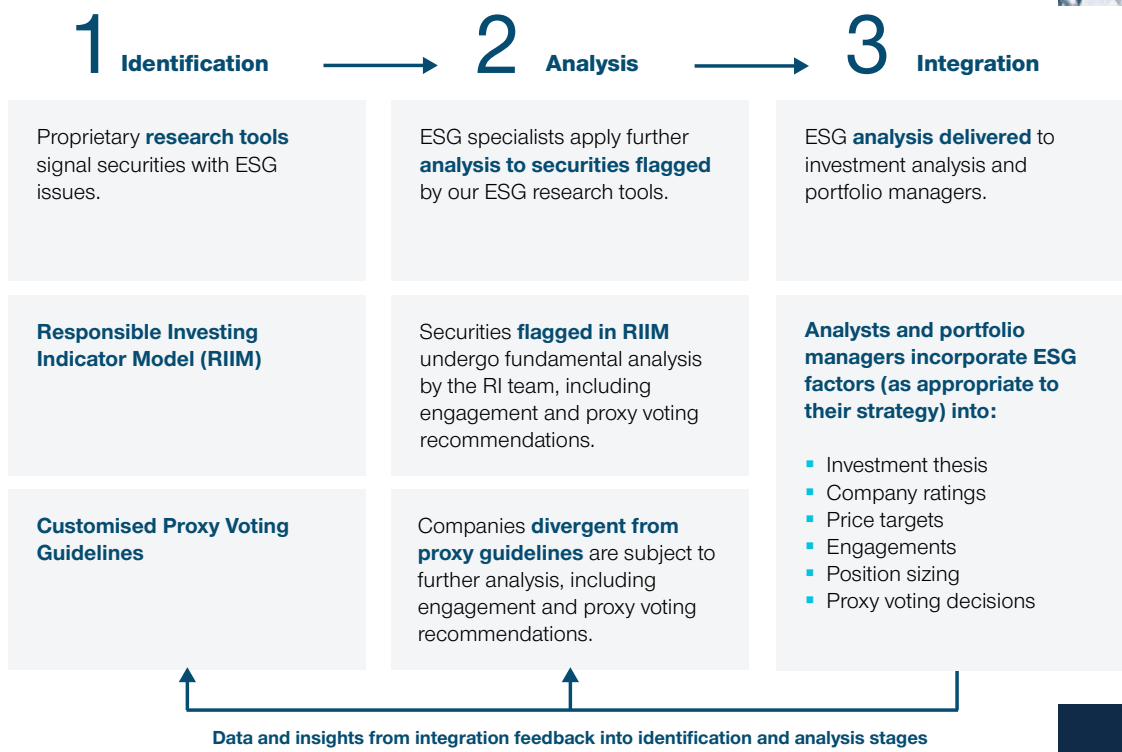 1 Identification
2 Analysis
3 Integration
Proprietary research tools
signal securities with ESG
issues.
ESG specialists apply further
analysis to securities flagged
by our ESG research tools.
ESG analysis delivered to
investment analysis and
portfolio managers.
Responsible Investing
Indicator Model (RIIM)
Securities flagged in RIIM
undergo fundamental analysis
by the RI team, including
engagement and proxy voting
recommendations.
Analysts and portfolio
managers incorporate ESG
factors (as appropriate to
their strategy) into:
▪ Investment thesis
▪ Company ratings
▪ Price targets
▪ Engagements
▪ Position sizing
▪ Proxy voting decisions
Customised Proxy Voting
Guidelines
Companies divergent from
proxy guidelines are subject to
further analysis, including
engagement and proxy voting
recommendations.
Data and insights from integration feedback into identification and analysis stages